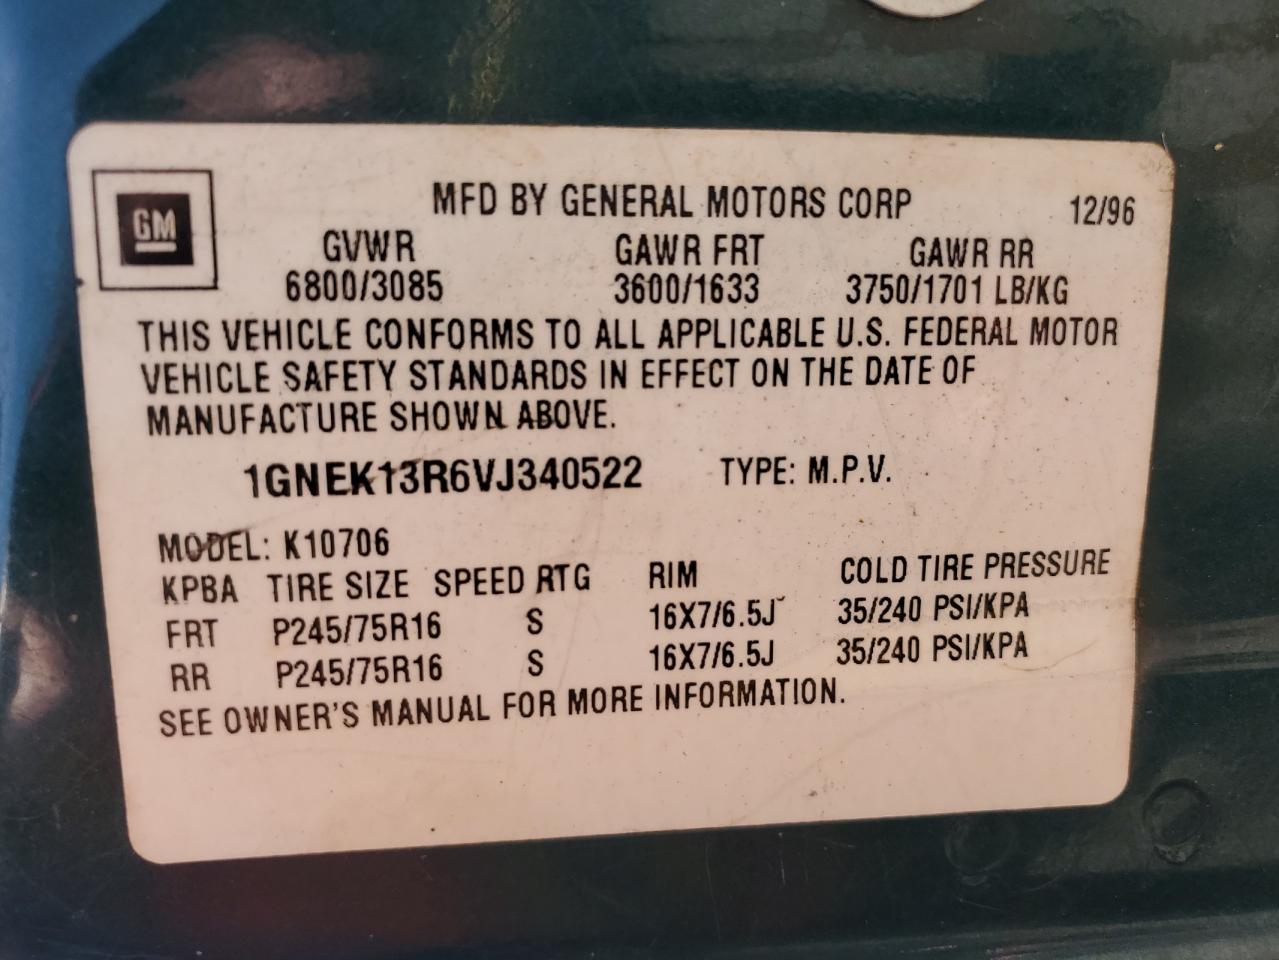 GM
MFD BY GENERAL MOTORS CORP 12/96
GVWR GAWR FRT GAWR RR
6800/3085 3600/1633 3750/1701 LB/KG
THIS VEHICLE CONFORMS TO ALL APPLICABLE U.S. FEDERAL MOTOR
VEHICLE SAFETY STANDARDS IN EFFECT ON THE DATE OF
MANUFACTURE SHOWN ABOVE.
1GNEK13R6VJ340522 TYPE: M.P.V.
MODEL: K10706
KPBA TIRE SIZE SPEED RTG RIM COLD TIRE PRESSURE
FRT P245/75R16 S 16X7/6.5J 35/240 PSI/KPA
RR P245/75R16 S 16X7/6.5J 35/240 PSI/KPA
SEE OWNER'S MANUAL FOR MORE INFORMATION.